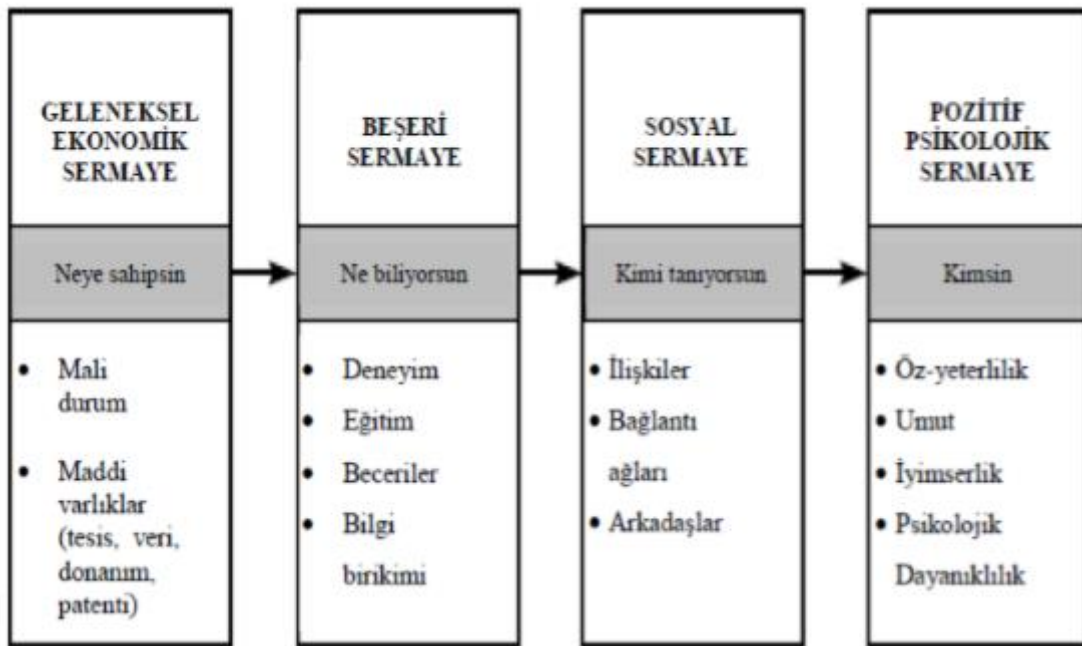 GELENEKSEL
EKONOMİK
SERMAYE
Neye sahipsin
• Mali
durum
• Maddi
varlıklar
(tesis, veri,
donanım,
patenti)
BEŞERİ
SERMAYE
Ne biliyorsun
• Deneyim
• Eğitim
• Beceriler
• Bilgi
birikimi
SOSYAL
SERMAYE
Kimi tanıyorsun
• İlişkiler
• Bağlantı
ağları
• Arkadaşlar
POZİTİF
PSİKOLOJİK
SERMAYE
Kimsin
• Öz-yeterlilik
• Umut
• İyimserlik
• Psikolojik
Dayanıklılık